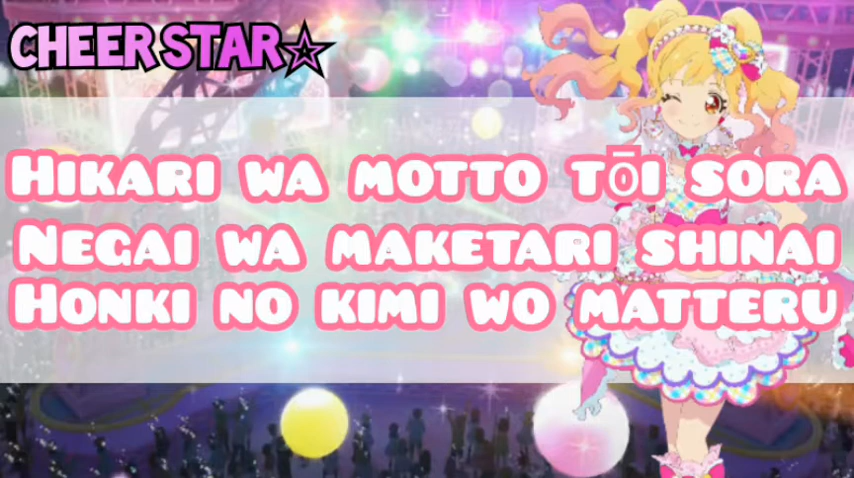 CHEER STAR☆
HIKARI WA MOTTO TŌI SORA
NEGAI WA MAKETARI SHINAI
HONKI NO KIMI WO MATTERU